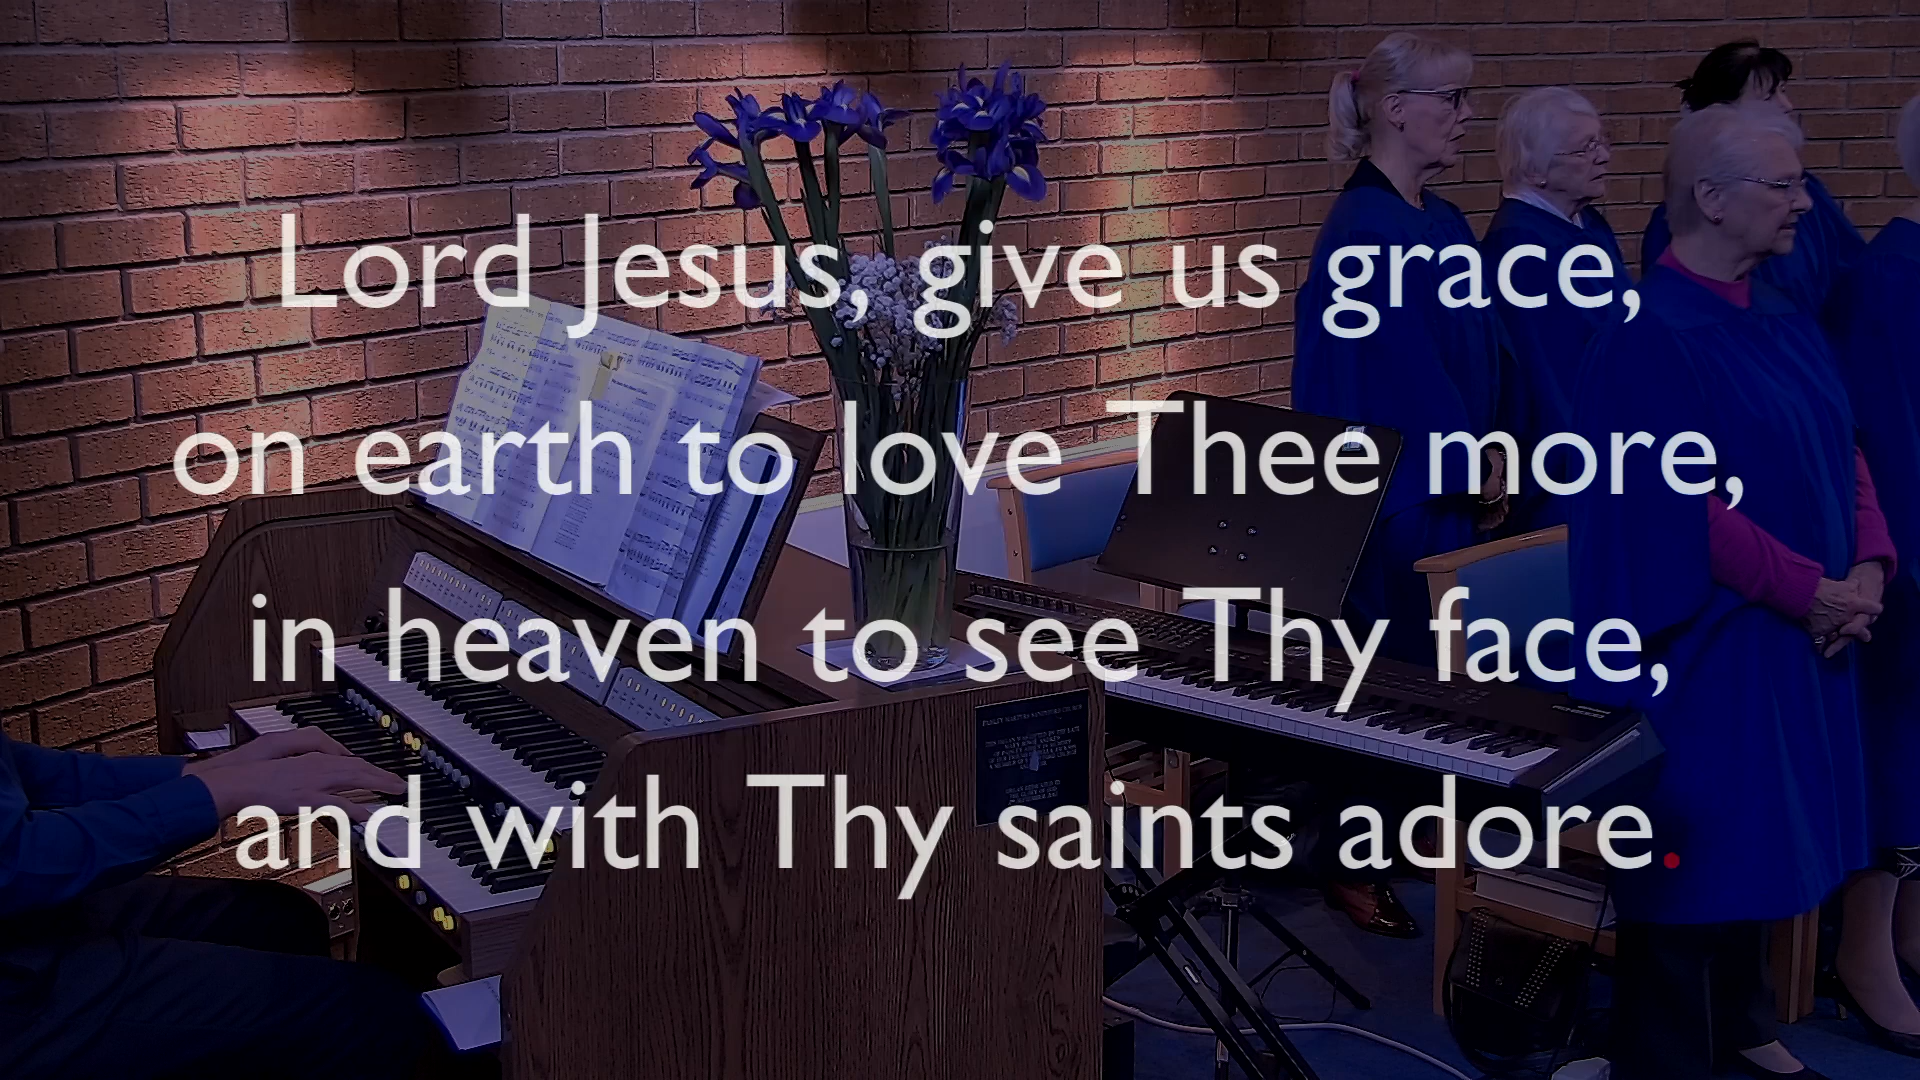 Lord Jesus, give us grace,
on earth to love Thee more,
in heaven to see Thy face,
and with Thy saints adore.